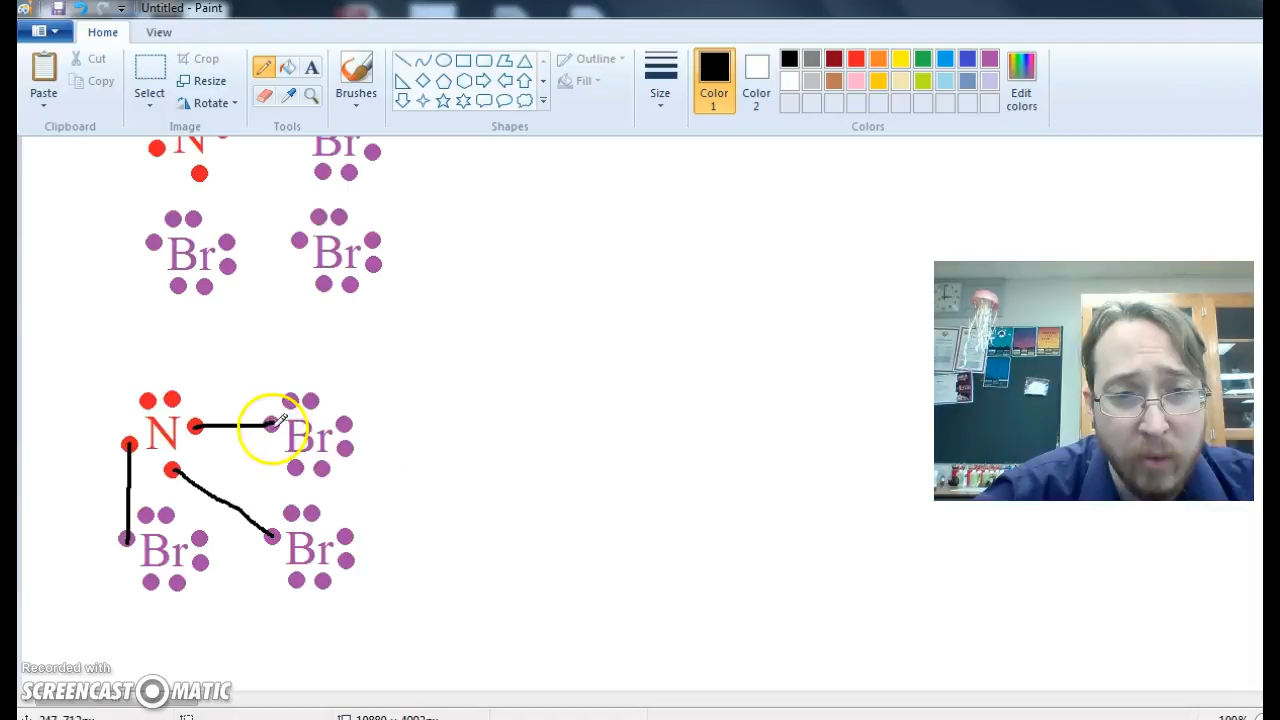 Untitled - Paint
Home View
Paste
Cut
Copy
Clipboard
Select
Crop
Resize
Rotate
Image
Tools
Brushes
Shapes
Outline
Fill
Size
Color 1
Color 2
Edit colors
Colors
N Br
Br Br
N Br
Br Br
Recorded with
SCREENCAST MATIC
100%